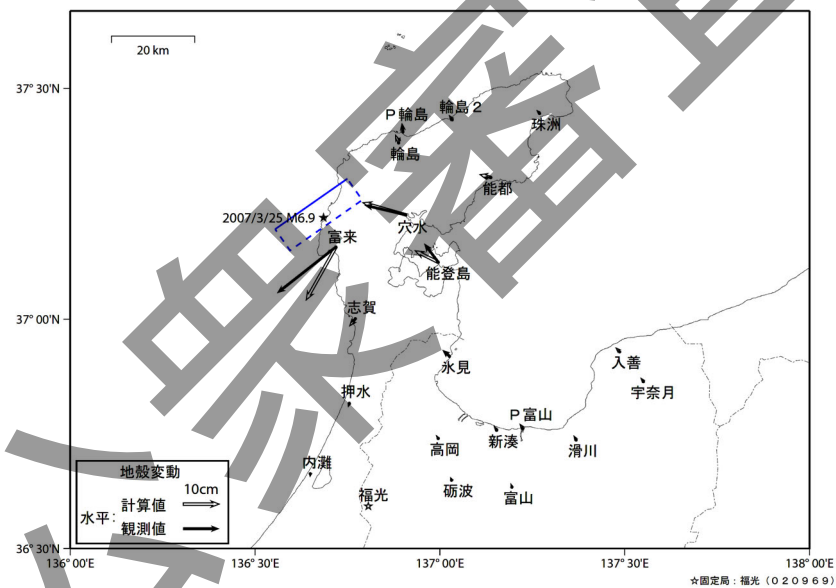 20 km
37°30'N
37°00'N
36°30'N
136°00'E
136°30'E
137°00'E
137°30'E
138°00'E
P輪島
輪島2
輪島
珠洲
能都
2007/3/25 M6.9
穴水
富来
能登島
志賀
氷見
入善
宇奈月
押水
P富山
高岡
新湊
滑川
内灘
砺波
富山
福光
地殻変動
10cm
水平:
計算値
観測値
☆固定局:福光(020969)